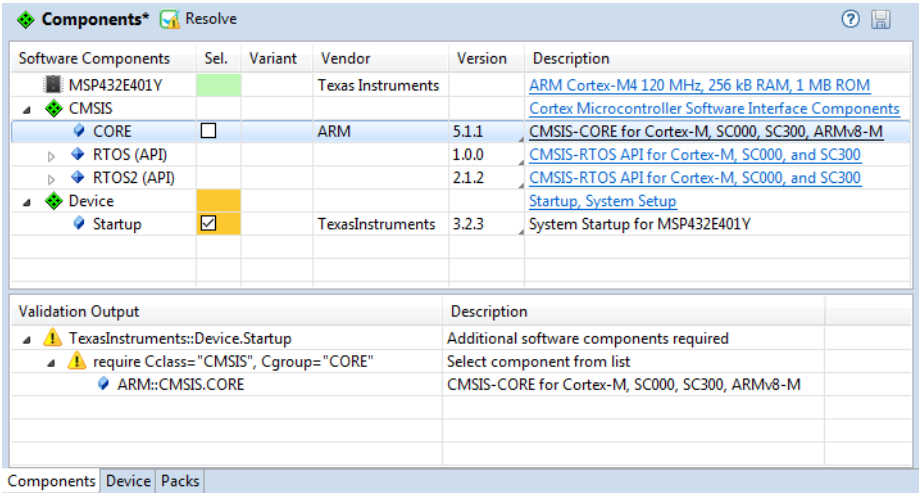 Components* Resolve
Software Components Sel. Variant Vendor Version Description
MSP432E401Y Texas Instruments ARM Cortex-M4 120 MHz, 256 kB RAM, 1 MB ROM
CMSIS Cortex Microcontroller Software Interface Components
CORE ARM 5.1.1 CMSIS-CORE for Cortex-M, SC000, SC300, ARMv8-M
RTOS (API) 1.0.0 CMSIS-RTOS API for Cortex-M, SC000, and SC300
RTOS2 (API) 2.1.2 CMSIS-RTOS API for Cortex-M, SC000, and SC300
Device Startup, System Setup
Startup TexasInstruments 3.2.3 System Startup for MSP432E401Y
Validation Output Description
TexasInstruments::Device.Startup Additional software components required
require Cclass="CMSIS", Cgroup="CORE" Select component from list
ARM::CMSIS.CORE CMSIS-CORE for Cortex-M, SC000, SC300, ARMv8-M
Components Device Packs